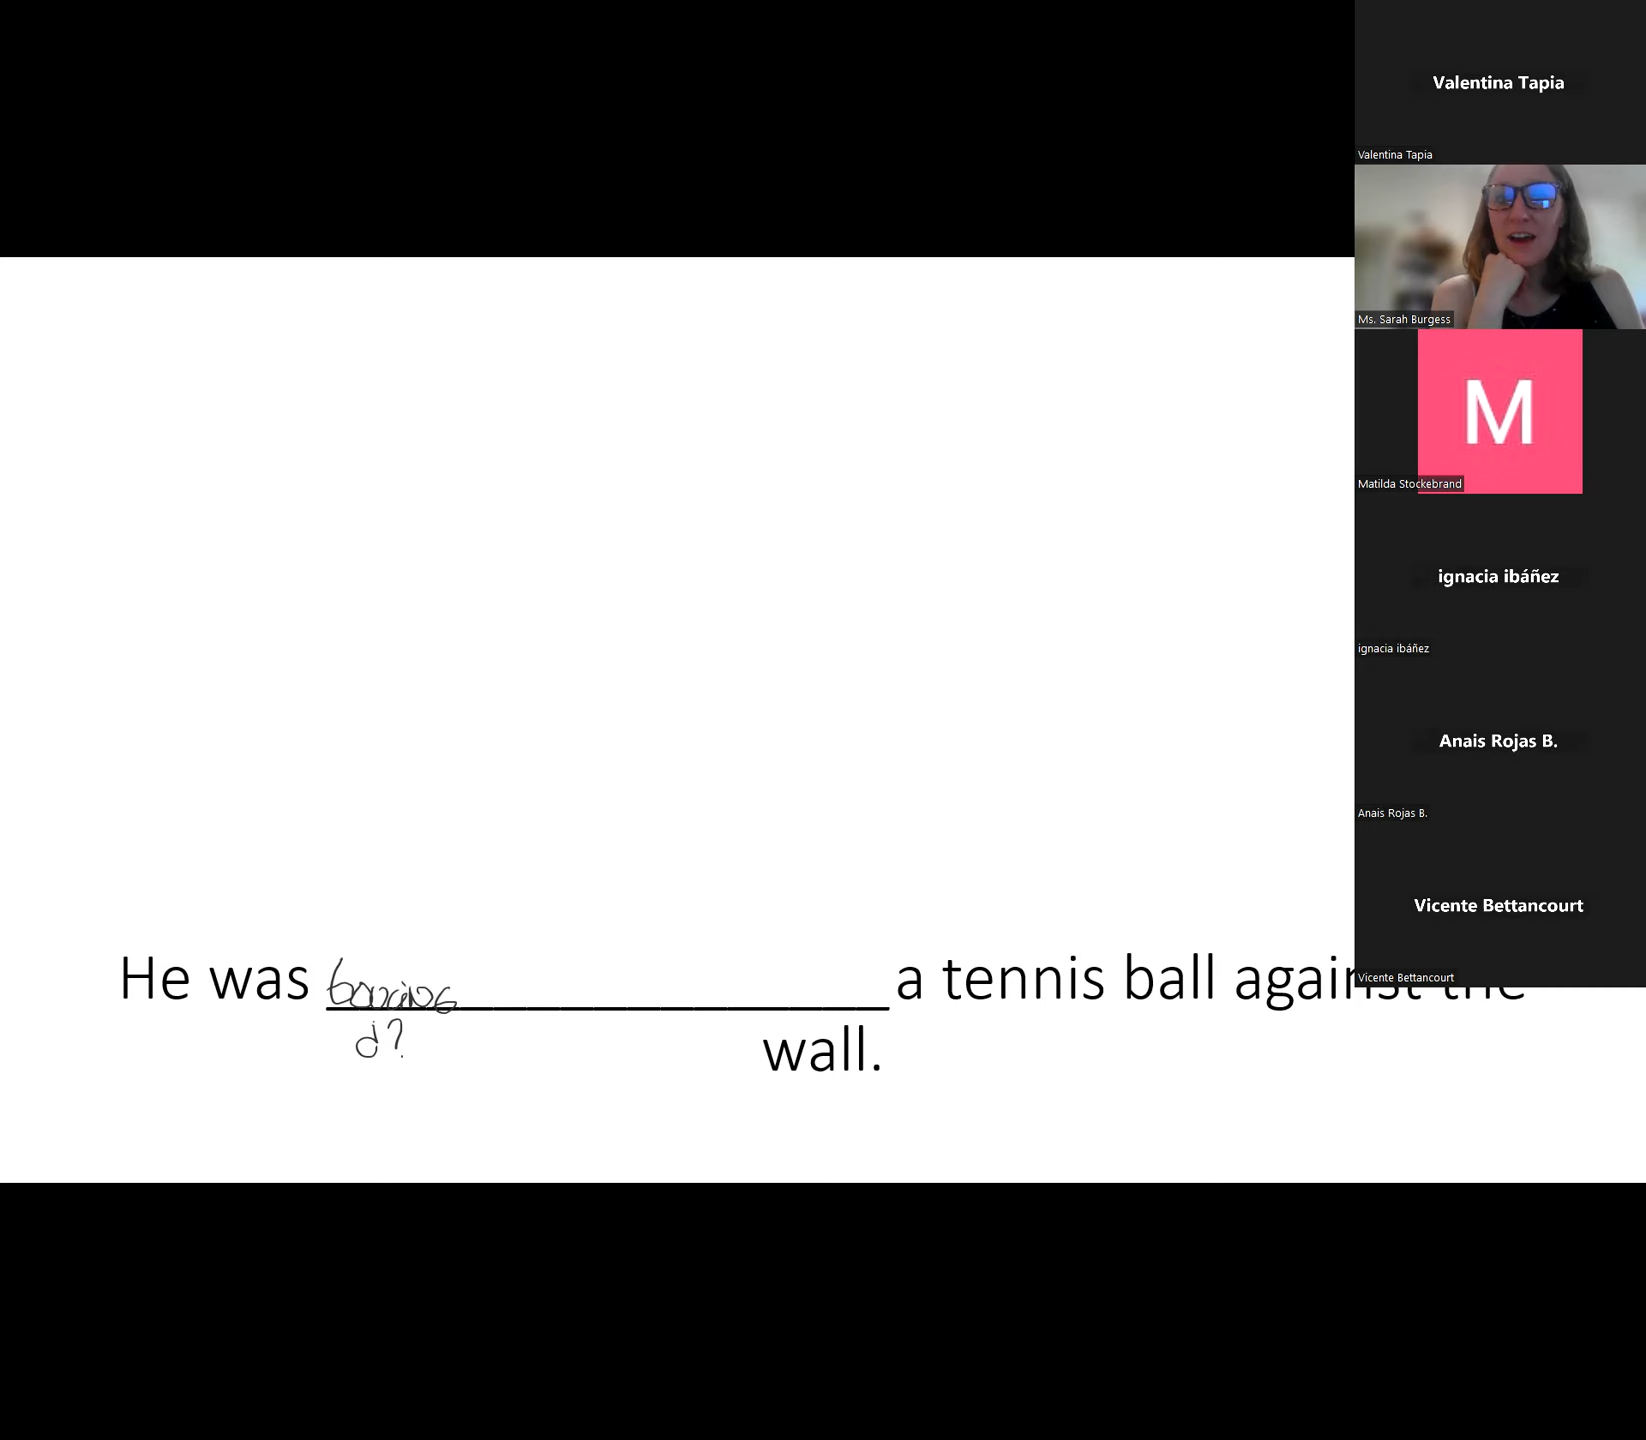 Valentina Tapia
Valentina Tapia
Ms. Sarah Burgess
M
Matilda Stockebrand
ignacia ibáñez
ignacia ibáñez
Anais Rojas B.
Anais Rojas B.
Vicente Bettancourt
Vicente Bettancourt
He was ________________ a tennis ball against the
d?
wall.